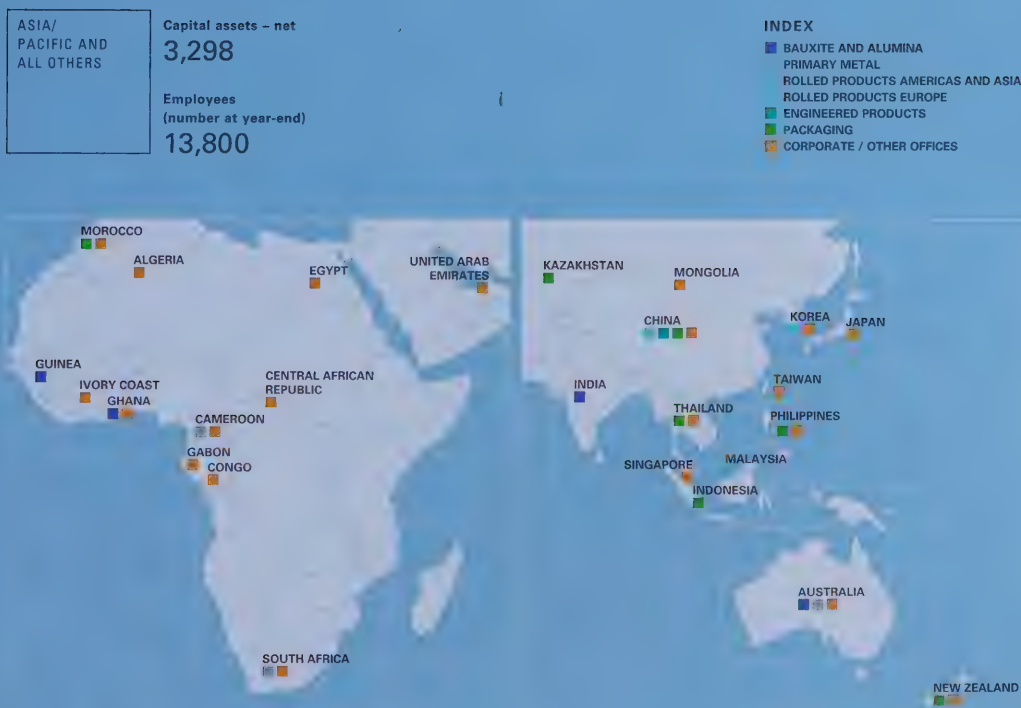 ASIA/
PACIFIC AND
ALL OTHERS
Capital assets – net
3,298
Employees
(number at year-end)
13,800
INDEX
BAUXITE AND ALUMINA
PRIMARY METAL
ROLLED PRODUCTS AMERICAS AND ASIA
ROLLED PRODUCTS EUROPE
ENGINEERED PRODUCTS
PACKAGING
CORPORATE / OTHER OFFICES
MOROCCO
ALGERIA
EGYPT
UNITED ARAB
EMIRATES
GUINEA
IVORY COAST
GHANA
CENTRAL AFRICAN
REPUBLIC
CAMEROON
GABON
CONGO
SOUTH AFRICA
KAZAKHSTAN
MONGOLIA
CHINA
KOREA
JAPAN
INDIA
TAIWAN
THAILAND
PHILIPPINES
SINGAPORE
MALAYSIA
INDONESIA
AUSTRALIA
NEW ZEALAND